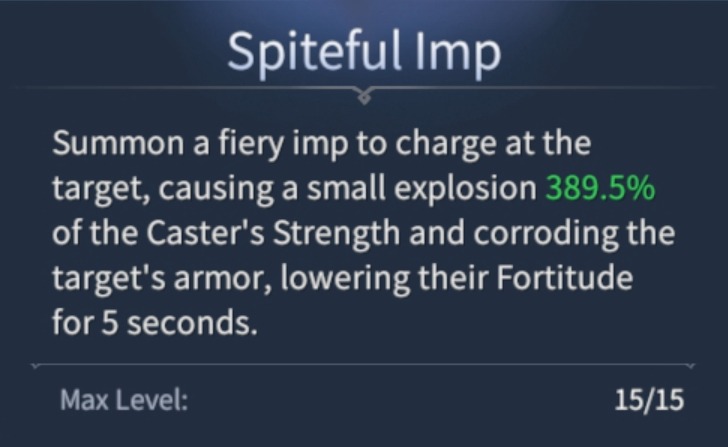 Spiteful Imp
Summon a fiery imp to charge at the
target, causing a small explosion 389.5%
of the Caster's Strength and corroding the
target's armor, lowering their Fortitude
for 5 seconds.
Max Level: 15/15